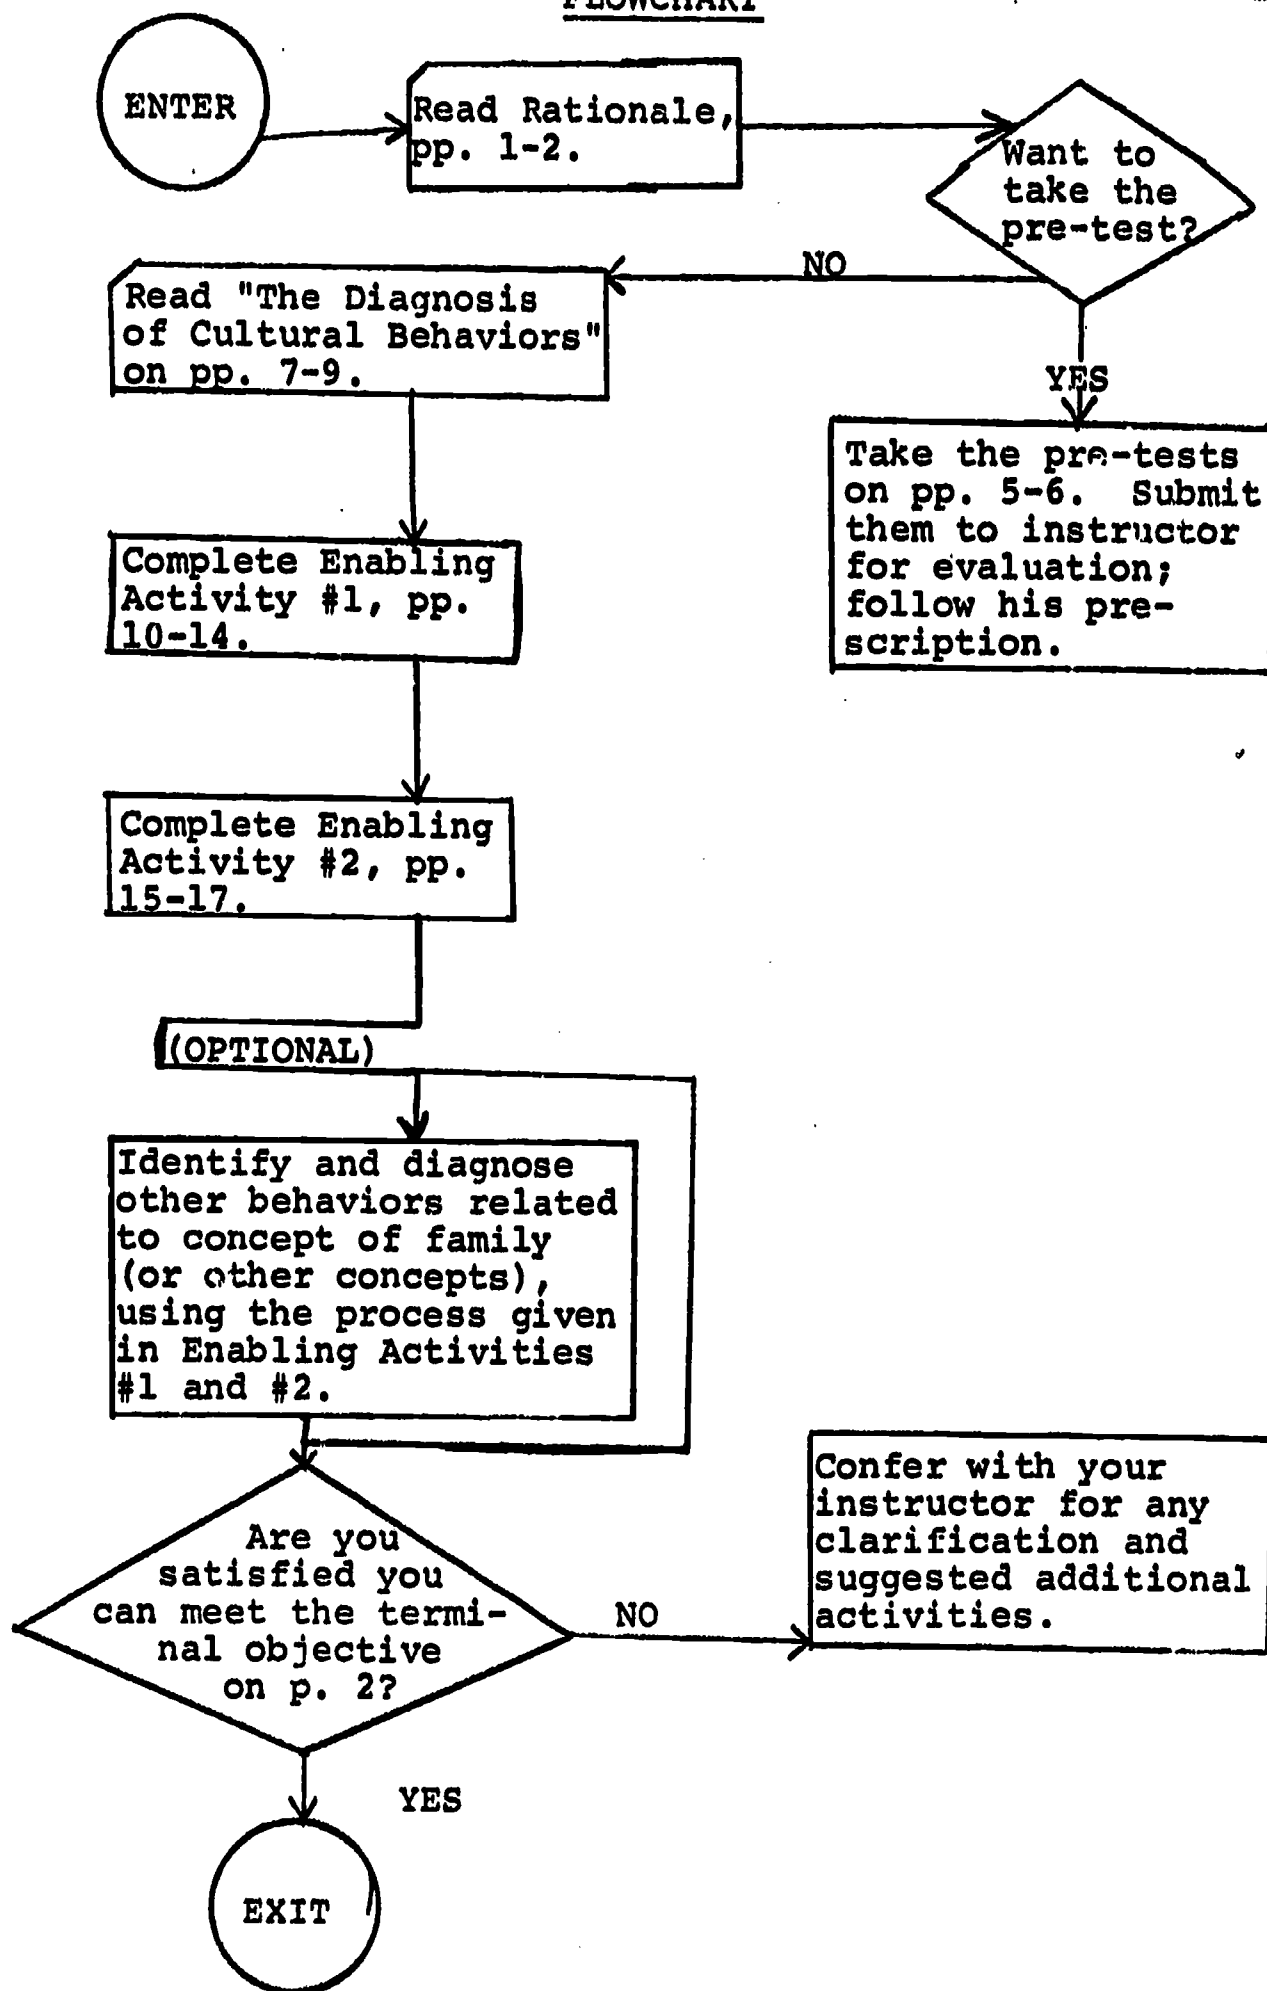 FLOWCHART
ENTER
Read Rationale,
pp. 1-2.
Want to
take the
pre-test?
NO
YES
Read "The Diagnosis
of Cultural Behaviors"
on pp. 7-9.
Take the pre-tests
on pp. 5-6. Submit
them to instructor
for evaluation;
follow his pre-
scription.
Complete Enabling
Activity #1, pp.
10-14.
Complete Enabling
Activity #2, pp.
15-17.
(OPTIONAL)
Identify and diagnose
other behaviors related
to concept of family
(or other concepts),
using the process given
in Enabling Activities
#1 and #2.
Are you
satisfied you
can meet the termi-
nal objective
on p. 2?
NO
Confer with your
instructor for any
clarification and
suggested additional
activities.
YES
EXIT